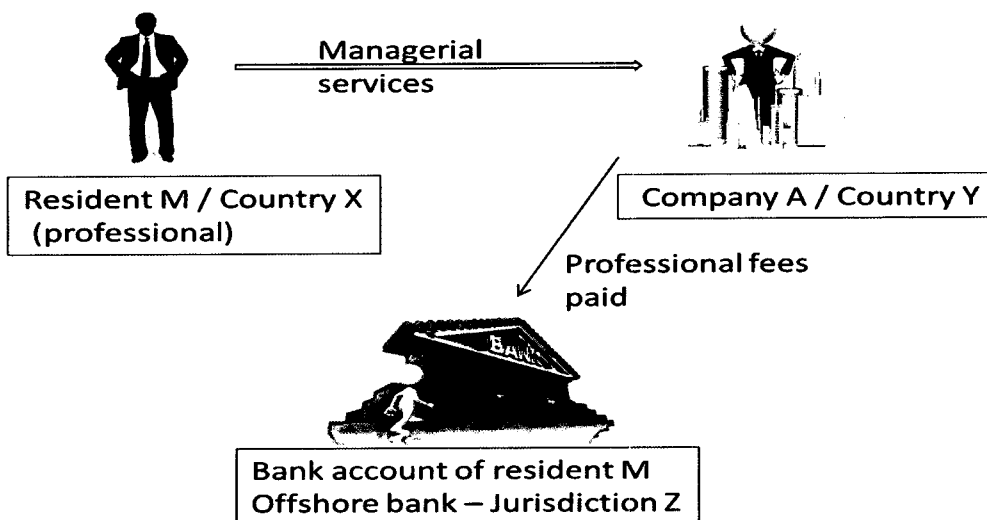 Managerial
services
Resident M / Country X
(professional)
Company A / Country Y
Professional fees
paid
BANK
Bank account of resident M
Offshore bank – Jurisdiction Z